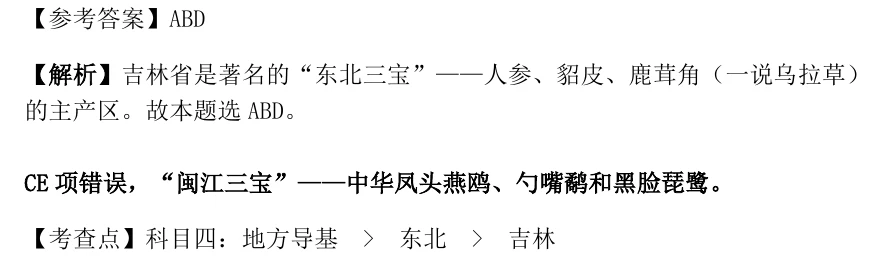 【参考答案】ABD
【解析】吉林省是著名的“东北三宝”——人参、貂皮、鹿茸角（一说乌拉草）
的主产区。故本题选 ABD。
CE 项错误，“闽江三宝”——中华凤头燕鸥、勺嘴鹬和黑脸琵鹭。
【考查点】科目四：地方导基 > 东北 > 吉林